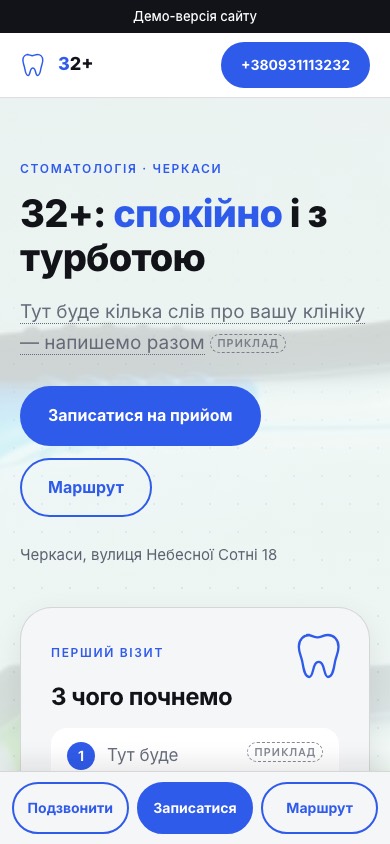 Демо-версія сайту
32+
+380931113232
СТОМАТОЛОГІЯ · ЧЕРКАСИ
32+: спокійно і з
турботою
Тут буде кілька слів про вашу клініку
— напишемо разом ПРИКЛАД
Записатися на прийом
Маршрут
Черкаси, вулиця Небесної Сотні 18
ПЕРШИЙ ВІЗИТ
З чого почнемо
1 Тут буде ПРИКЛАД
Подзвонити Записатися Маршрут